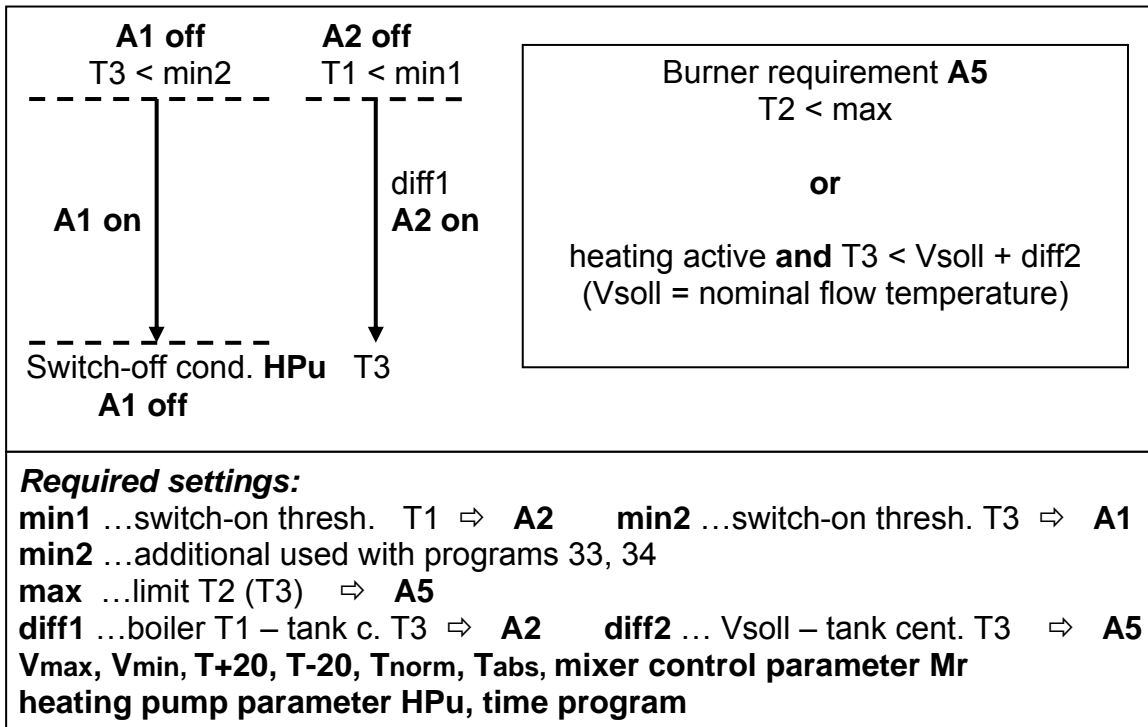 A1 off
T3 < min2
A2 off
T1 < min1
A1 on
diff1
A2 on
Switch-off cond. HPu T3
A1 off
Burner requirement A5
T2 < max
or
heating active and T3 < Vsoll + diff2
(Vsoll = nominal flow temperature)
Required settings:
min1 …switch-on thresh. T1 ⇨ A2 min2 …switch-on thresh. T3 ⇨ A1
min2 …additional used with programs 33, 34
max …limit T2 (T3) ⇨ A5
diff1 …boiler T1 – tank c. T3 ⇨ A2 diff2 … Vsoll – tank cent. T3 ⇨ A5
Vmax, Vmin, T+20, T-20, Tnorm, Tabs, mixer control parameter Mr
heating pump parameter HPu, time program